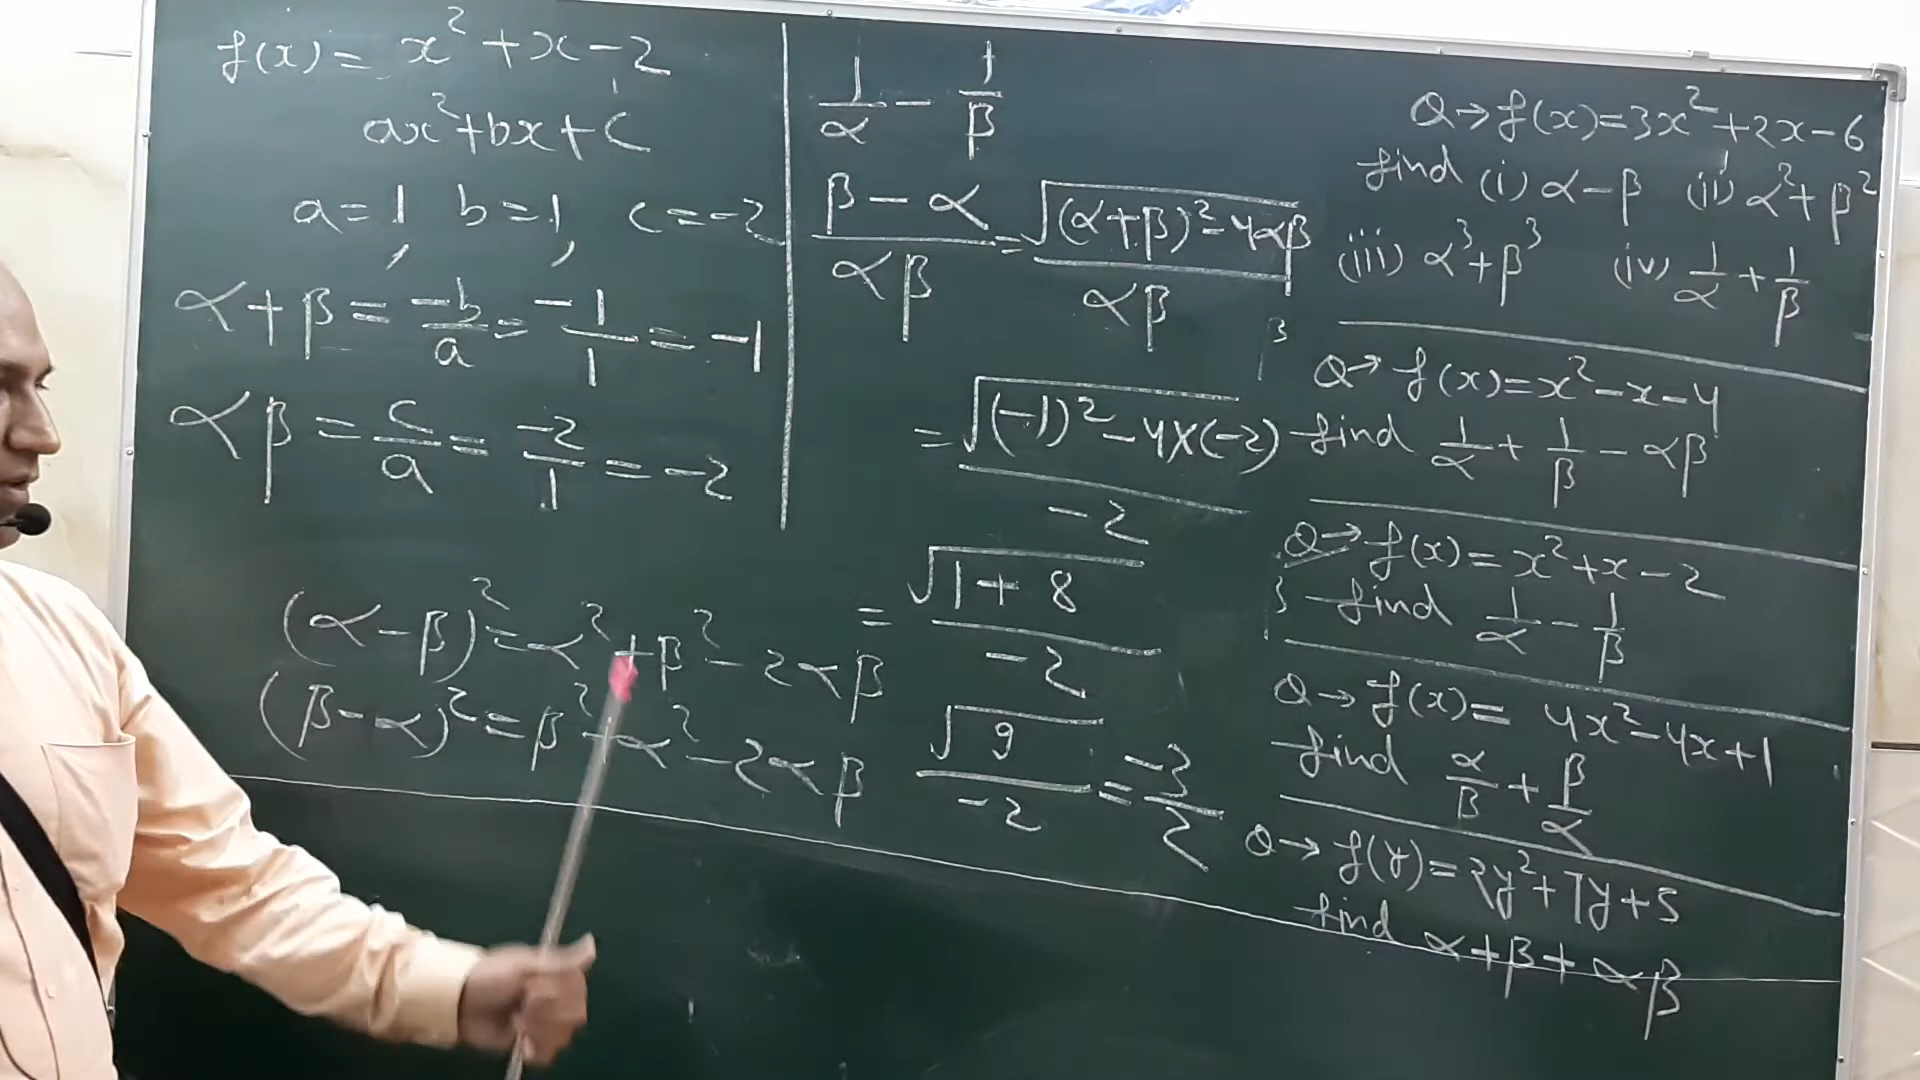 f(x) = x² + x - 2
ax² + bx + c
a = 1, b = 1, c = -2
α + β = -b/a = -1/1 = -1
αβ = c/a = -2/1 = -2
(α - β)² = α² + β² - 2αβ
(β - α)² = β² + α² - 2αβ
1/α - 1/β
(β - α)/αβ = √((α+β)² - 4αβ)/αβ
= √((-1)² - 4×(-2))/-2
= √(1 + 8)/-2
√9/-2 = -3/2
Q→ f(x) = 3x² + 2x - 6
find (i) α - β (ii) α² + β²
(iii) α³ + β³ (iv) 1/α + 1/β
Q→ f(x) = x² - x - 4
find 1/α + 1/β - αβ
Q→ f(x) = x² + x - 2
find 1/α - 1/β
Q→ f(x) = 4x² - 4x + 1
find α/β + β/α
Q→ f(y) = 2y² + 7y + 5
find α + β + αβ